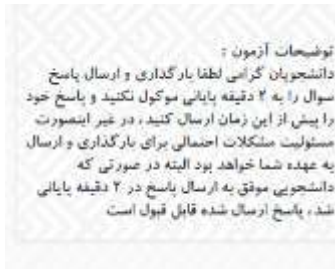 توضیحات آزمون :
دانشجویان گرامی لطفا بارگذاری و ارسال پاسخ
سوال را به ۲ دقیقه پایانی موکول نکنید و پاسخ خود
را پیش از این زمان ارسال کنید ، در غیر اینصورت
مسئولیت مشکلات احتمالی برای بارگذاری و ارسال
به عهده شما خواهد بود البته در صورتی که
دانشجویی موفق به ارسال پاسخ در ۲ دقیقه پایانی
شد ، پاسخ ارسال شده قابل قبول است